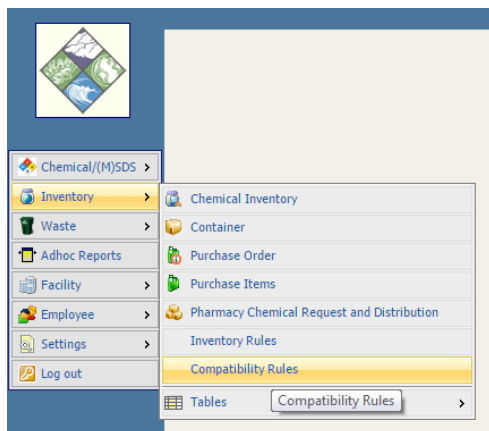 Chemical/(M)SDS
Inventory
Waste
Adhoc Reports
Facility
Employee
Settings
Log out
Chemical Inventory
Container
Purchase Order
Purchase Items
Pharmacy Chemical Request and Distribution
Inventory Rules
Compatibility Rules
Tables
Compatibility Rules